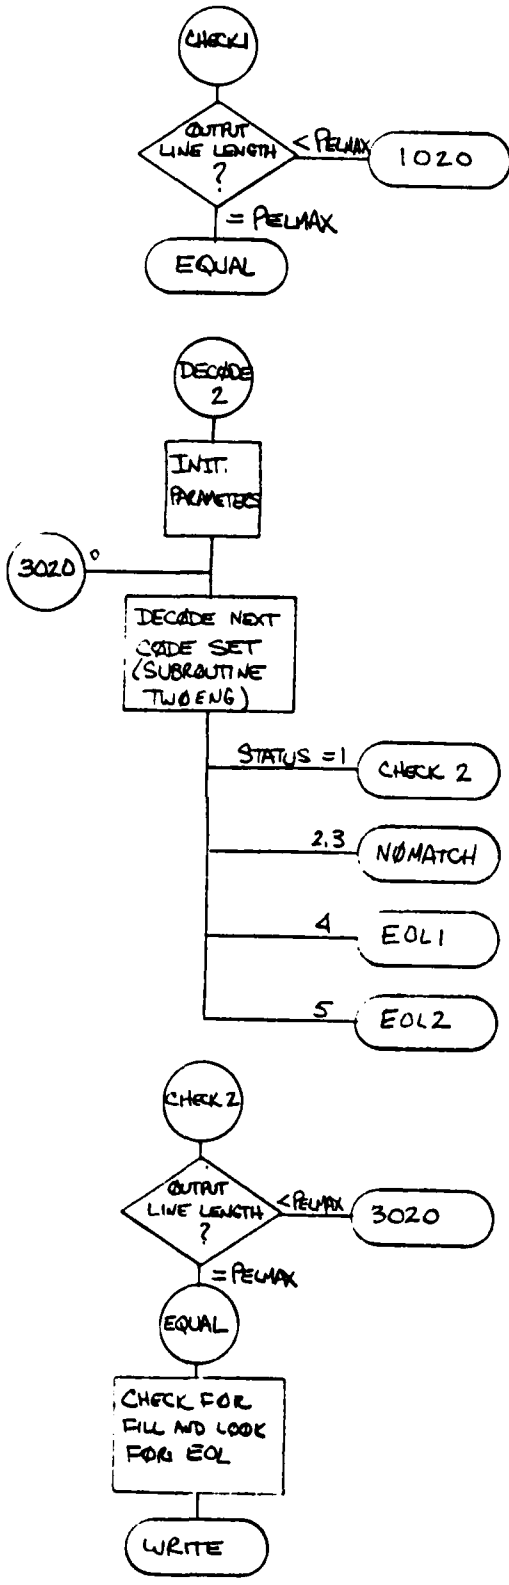 CHECK1
OUTPUT
LINE LENGTH
?
< PELMAX
1020
= PELMAX
EQUAL
DECØDE
2
INIT.
PARAMETERS
3020
DECØDE NEXT
CØDE SET
(SUBRØUTINE
TWØENG)
STATUS = 1
CHECK 2
2,3
NØMATCH
4
EOL1
5
EOL2
CHECK 2
ØUTPUT
LINE LENGTH
?
<PELMAX
3020
= PELMAX
EQUAL
CHECK FOR
FILL AND LOOK
FOR EOL
WRITE